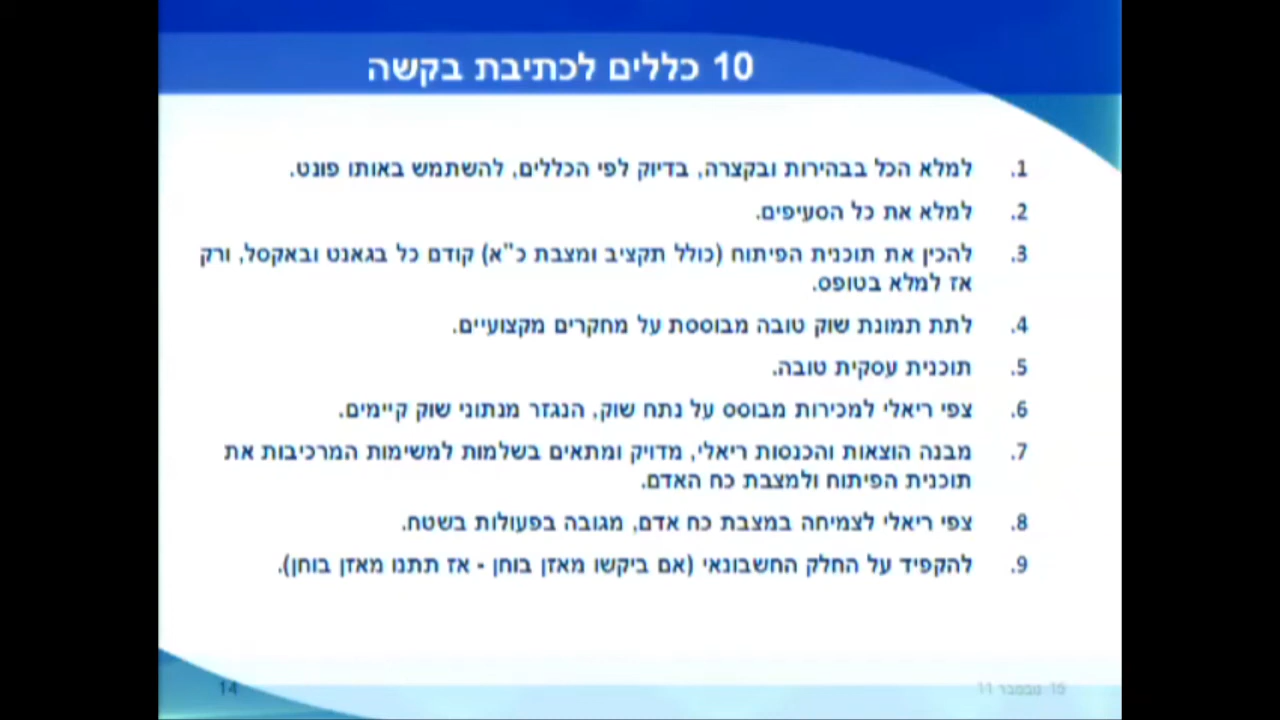 10 כללים לכתיבת בקשה
1. למלא הכל בבהירות ובקצרה, בדיוק לפי הכללים, להשתמש באותו פונט.
2. למלא את כל הסעיפים.
3. להכין את תוכנית הפיתוח (כולל תקציב ומצבת כ"א) קודם כל בגאנט ובאקסל, ורק
אז למלא בטופס.
4. לתת תמונת שוק טובה מבוססת על מחקרים מקצועיים.
5. תוכנית עסקית טובה.
6. צפי ריאלי למכירות מבוסס על נתח שוק, הנגזר מנתוני שוק קיימים.
7. מבנה הוצאות והכנסות ריאלי, מדויק ומתאים בשלמות למשימות המרכיבות את
תוכנית הפיתוח ולמצבת כח האדם.
8. צפי ריאלי לצמיחה במצבת כח אדם, מגובה בפעולות בשטח.
9. להקפיד על החלק החשבונאי (אם ביקשו מאזן בוחן - אז תתנו מאזן בוחן).
16 נובמבר 11
14